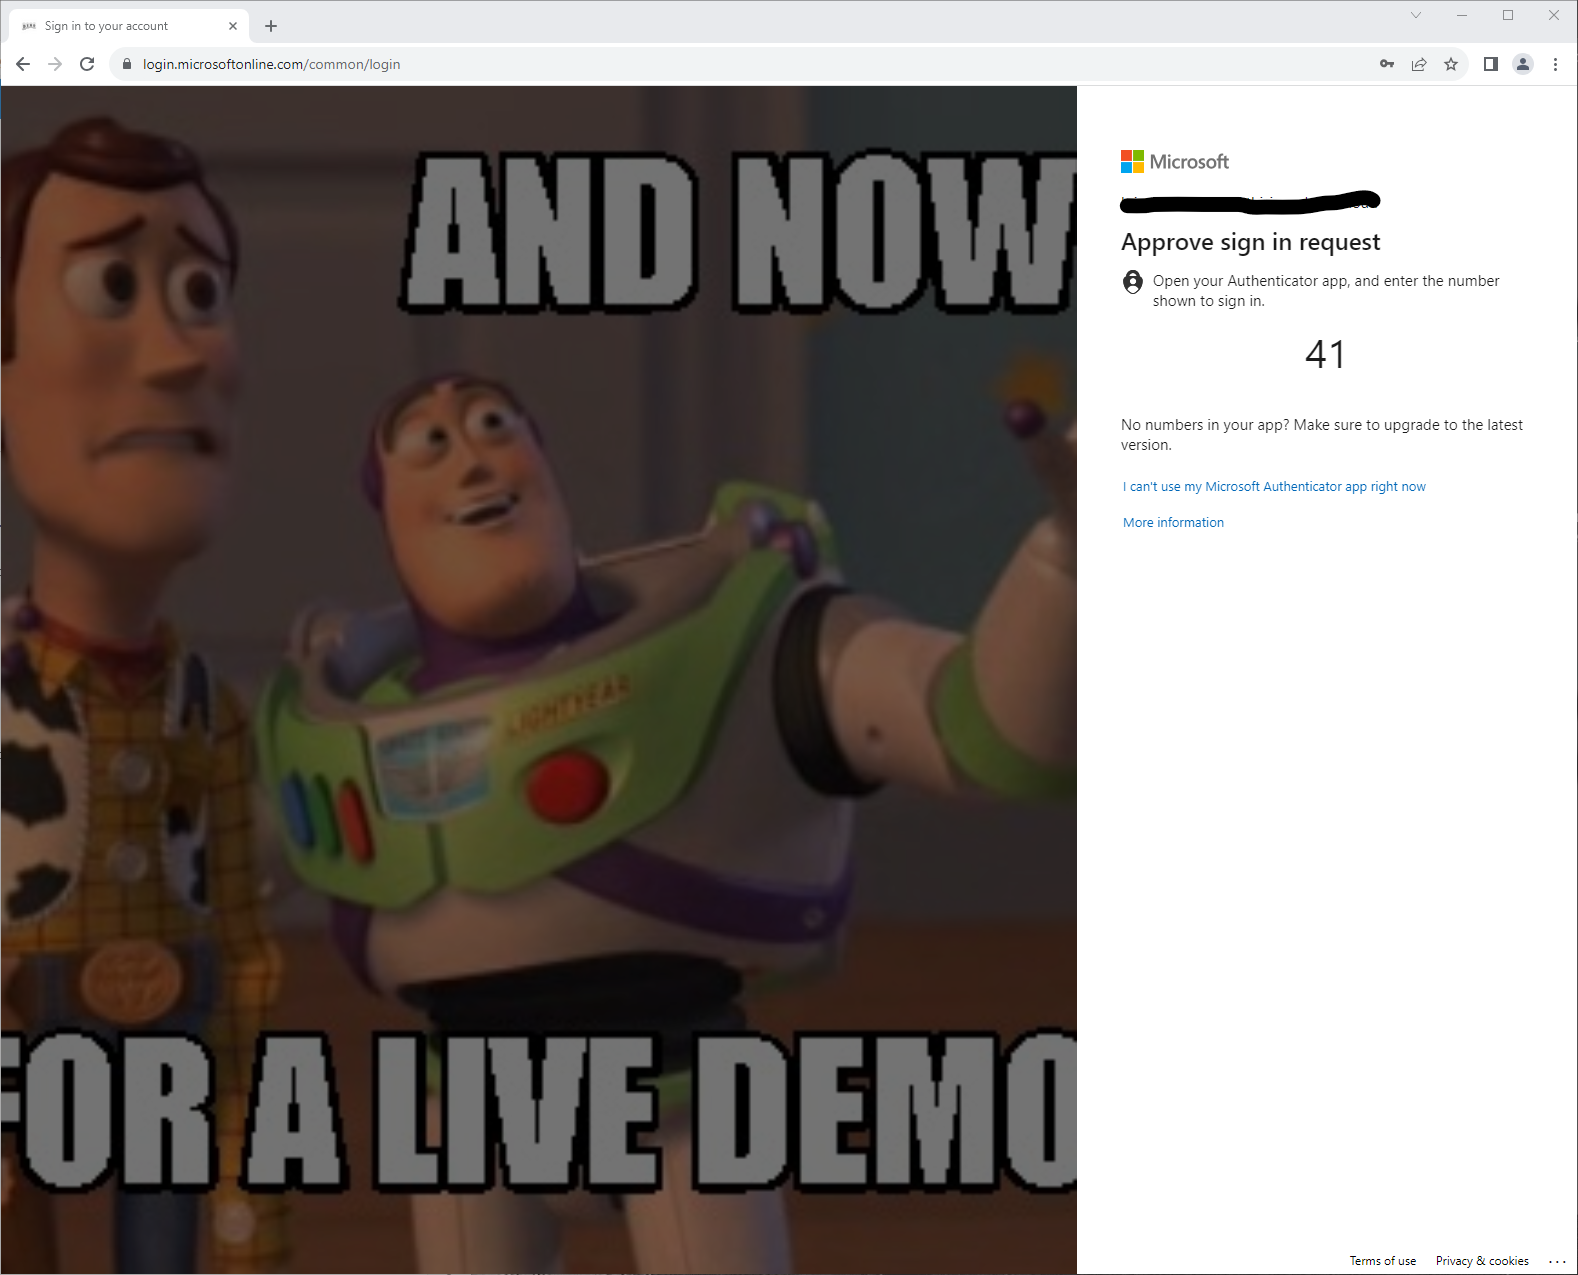 Sign in to your account
login.microsoftonline.com/common/login
AND NOW
LIGHTYEAR
FOR A LIVE DEMO
Microsoft
Approve sign in request
Open your Authenticator app, and enter the number
shown to sign in.
41
No numbers in your app? Make sure to upgrade to the latest
version.
I can't use my Microsoft Authenticator app right now
More information
Terms of use Privacy & cookies ...